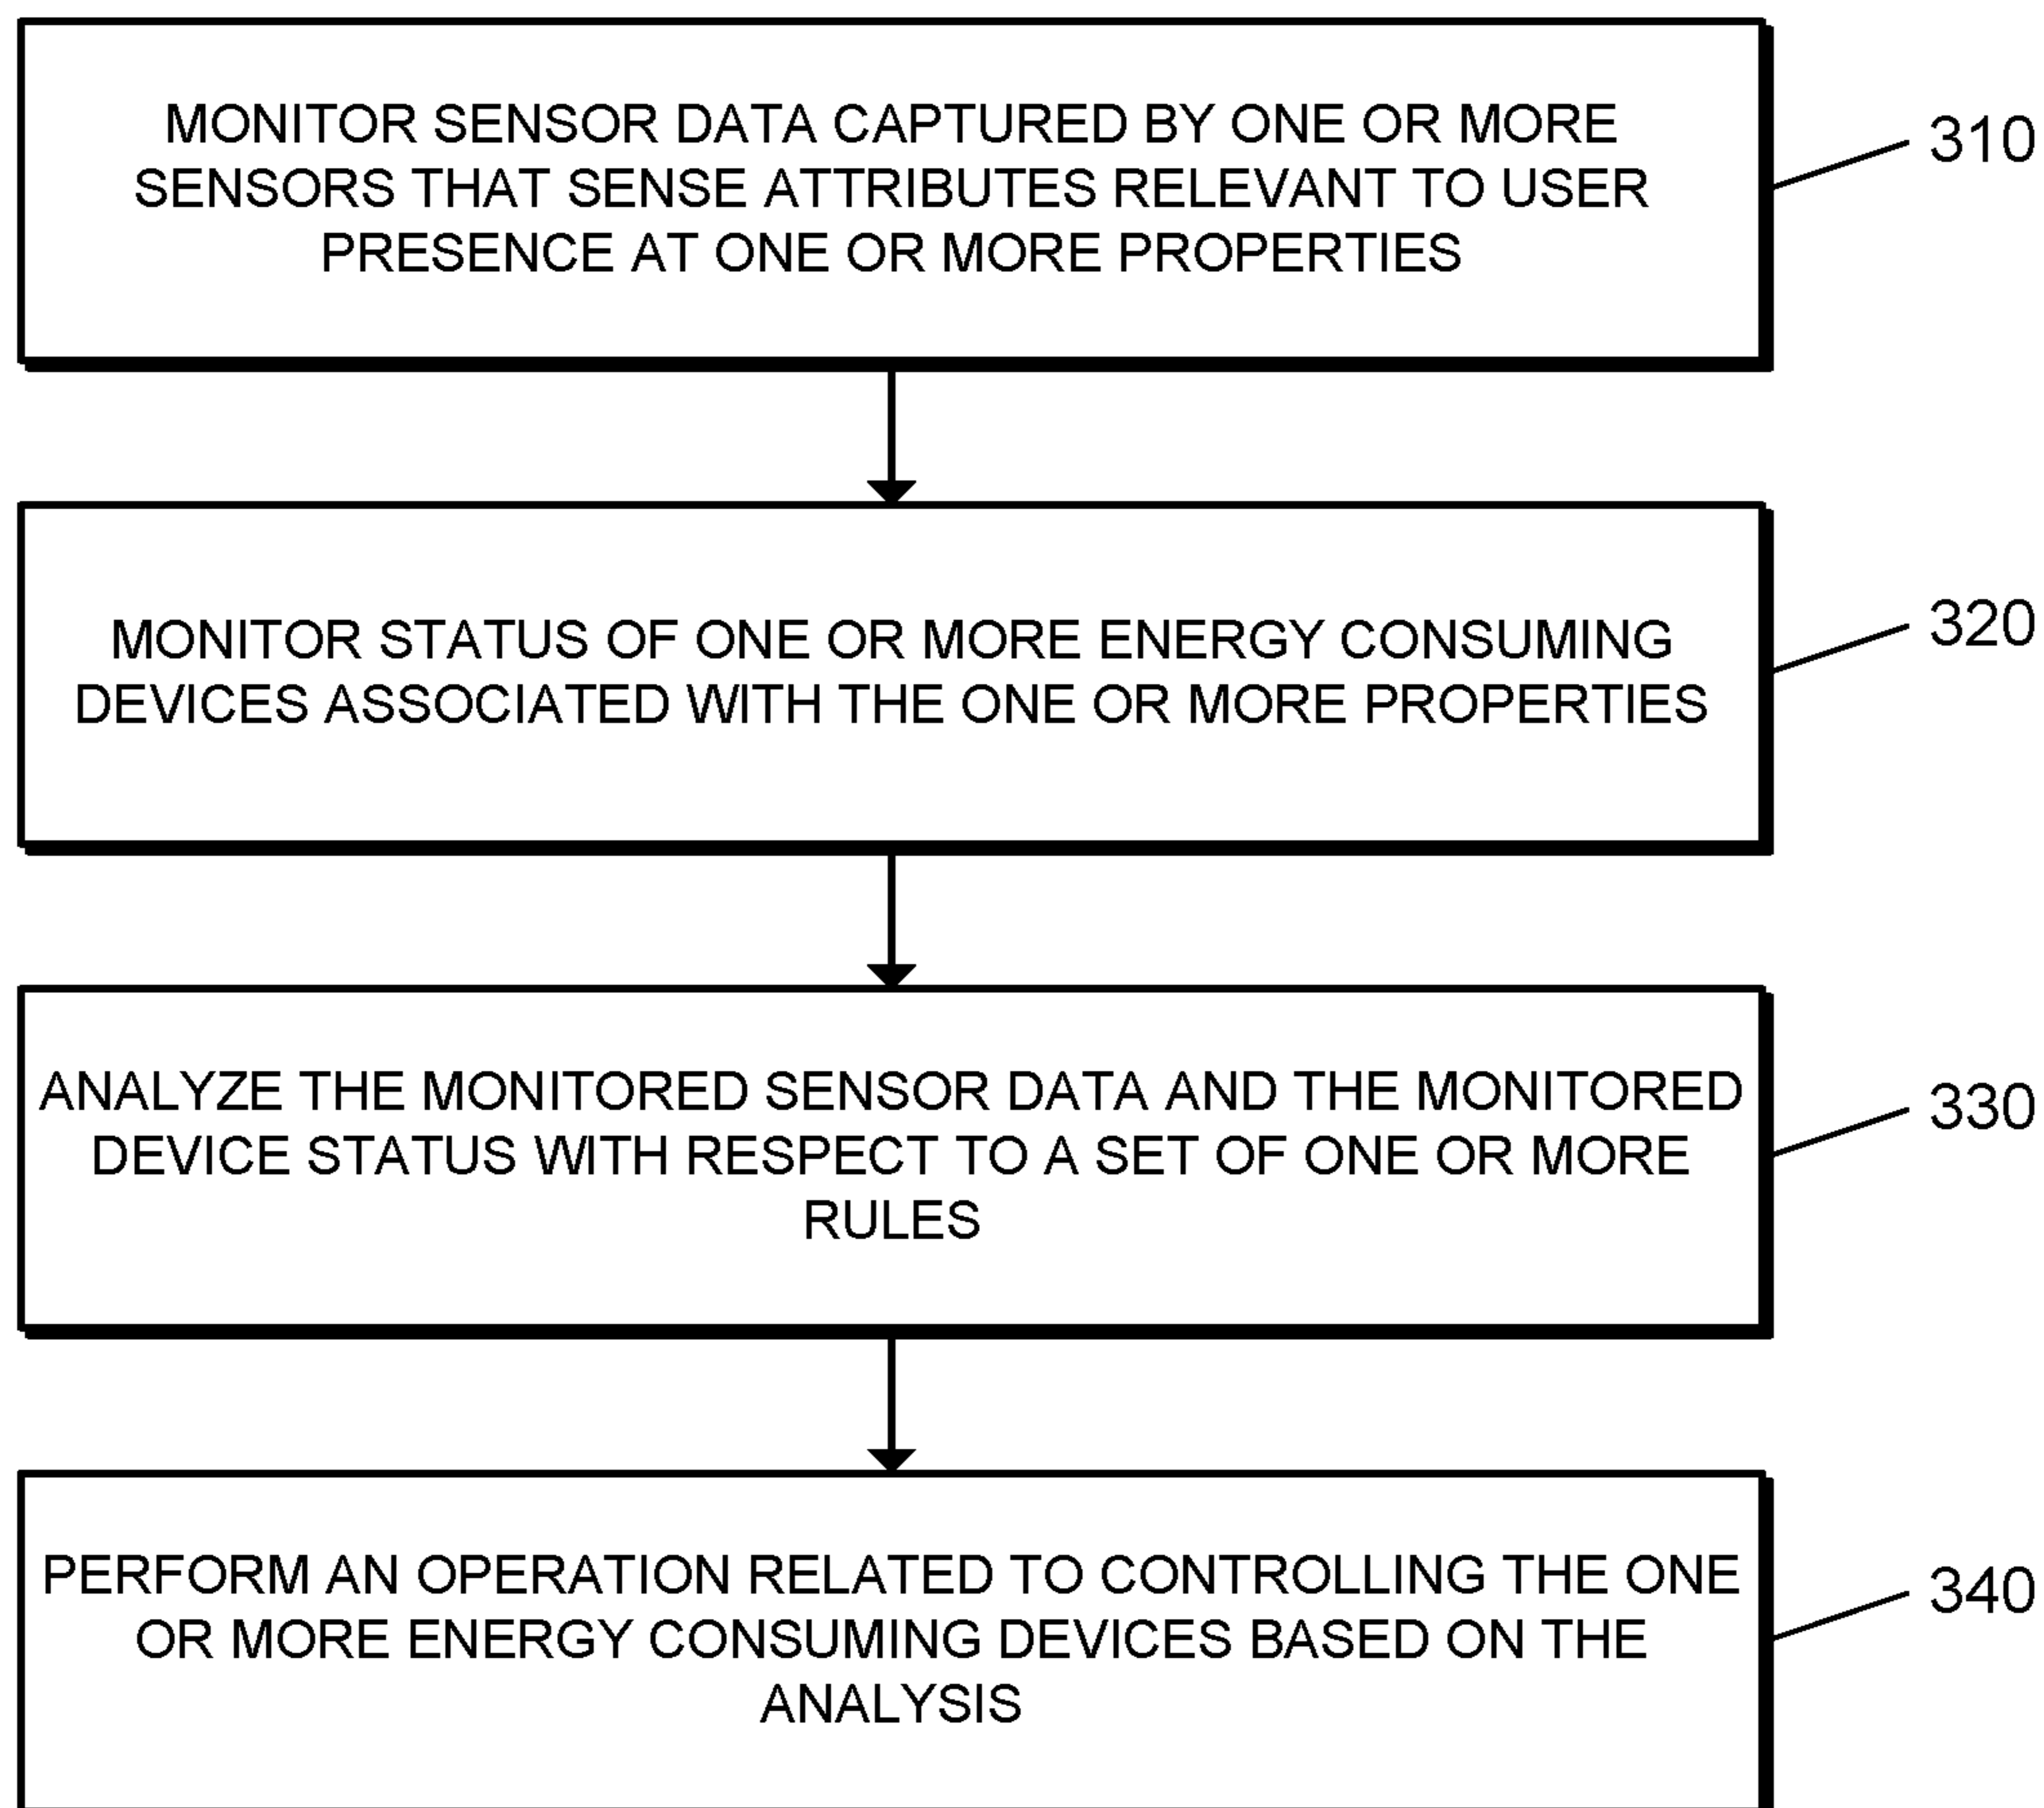 MONITOR SENSOR DATA CAPTURED BY ONE OR MORE
SENSORS THAT SENSE ATTRIBUTES RELEVANT TO USER
PRESENCE AT ONE OR MORE PROPERTIES
310
MONITOR STATUS OF ONE OR MORE ENERGY CONSUMING
DEVICES ASSOCIATED WITH THE ONE OR MORE PROPERTIES
320
ANALYZE THE MONITORED SENSOR DATA AND THE MONITORED
DEVICE STATUS WITH RESPECT TO A SET OF ONE OR MORE
RULES
330
PERFORM AN OPERATION RELATED TO CONTROLLING THE ONE
OR MORE ENERGY CONSUMING DEVICES BASED ON THE
ANALYSIS
340